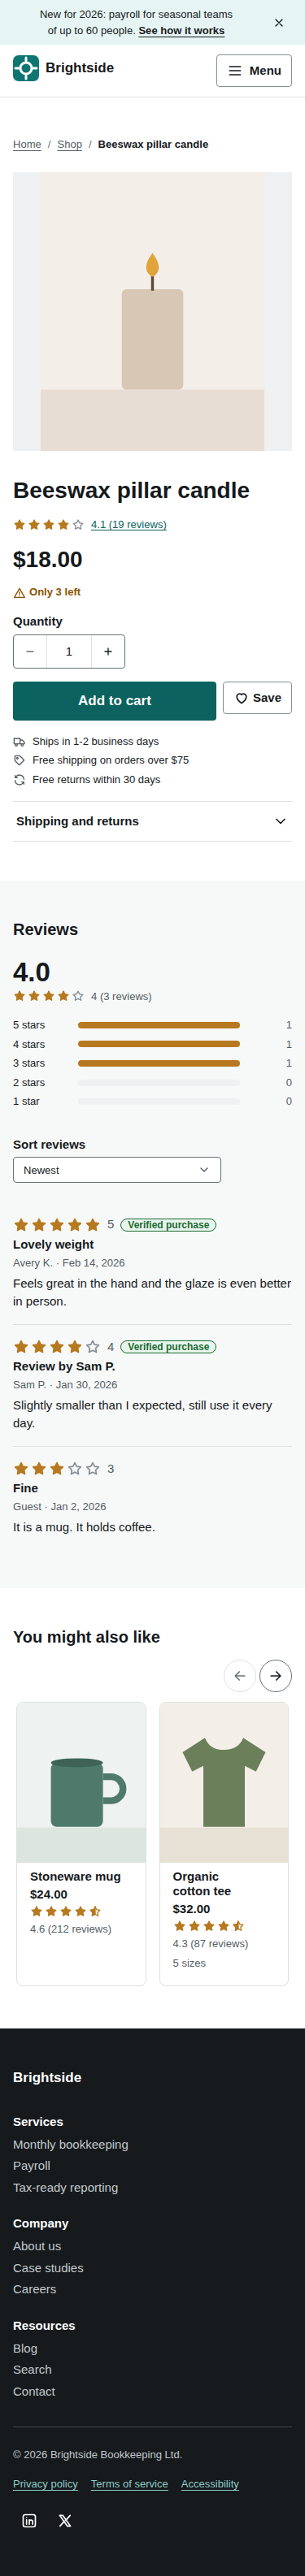 New for 2026: payroll for seasonal teams
of up to 60 people. See how it works
Brightside
Menu
Home / Shop / Beeswax pillar candle
Beeswax pillar candle
4.1 (19 reviews)
$18.00
Only 3 left
Quantity
− 1 +
Add to cart
Save
Ships in 1-2 business days
Free shipping on orders over $75
Free returns within 30 days
Shipping and returns
Reviews
4.0
4 (3 reviews)
5 stars 1
4 stars 1
3 stars 1
2 stars 0
1 star 0
Sort reviews
Newest
5 Verified purchase
Lovely weight
Avery K. · Feb 14, 2026
Feels great in the hand and the glaze is even better
in person.
4 Verified purchase
Review by Sam P.
Sam P. · Jan 30, 2026
Slightly smaller than I expected, still use it every
day.
3
Fine
Guest · Jan 2, 2026
It is a mug. It holds coffee.
You might also like
Stoneware mug
$24.00
4.6 (212 reviews)
Organic
cotton tee
$32.00
4.3 (87 reviews)
5 sizes
Brightside
Services
Monthly bookkeeping
Payroll
Tax-ready reporting
Company
About us
Case studies
Careers
Resources
Blog
Search
Contact
© 2026 Brightside Bookkeeping Ltd.
Privacy policy Terms of service Accessibility